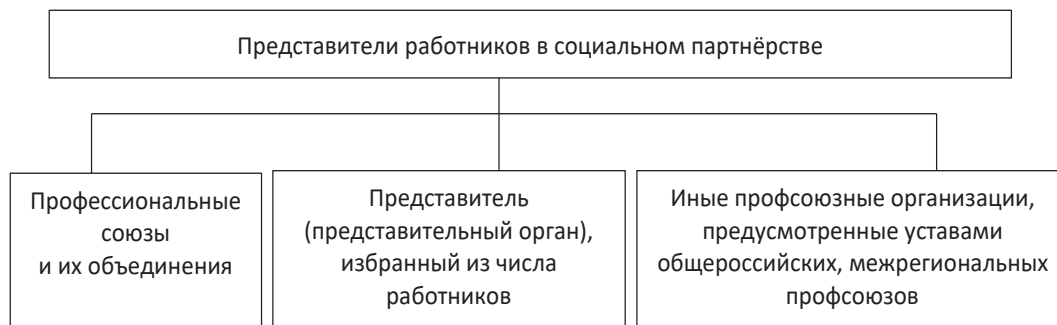 Представители работников в социальном партнёрстве
Профессиональные
союзы
и их объединения
Представитель
(представительный орган),
избранный из числа
работников
Иные профсоюзные организации,
предусмотренные уставами
общероссийских, межрегиональных
профсоюзов